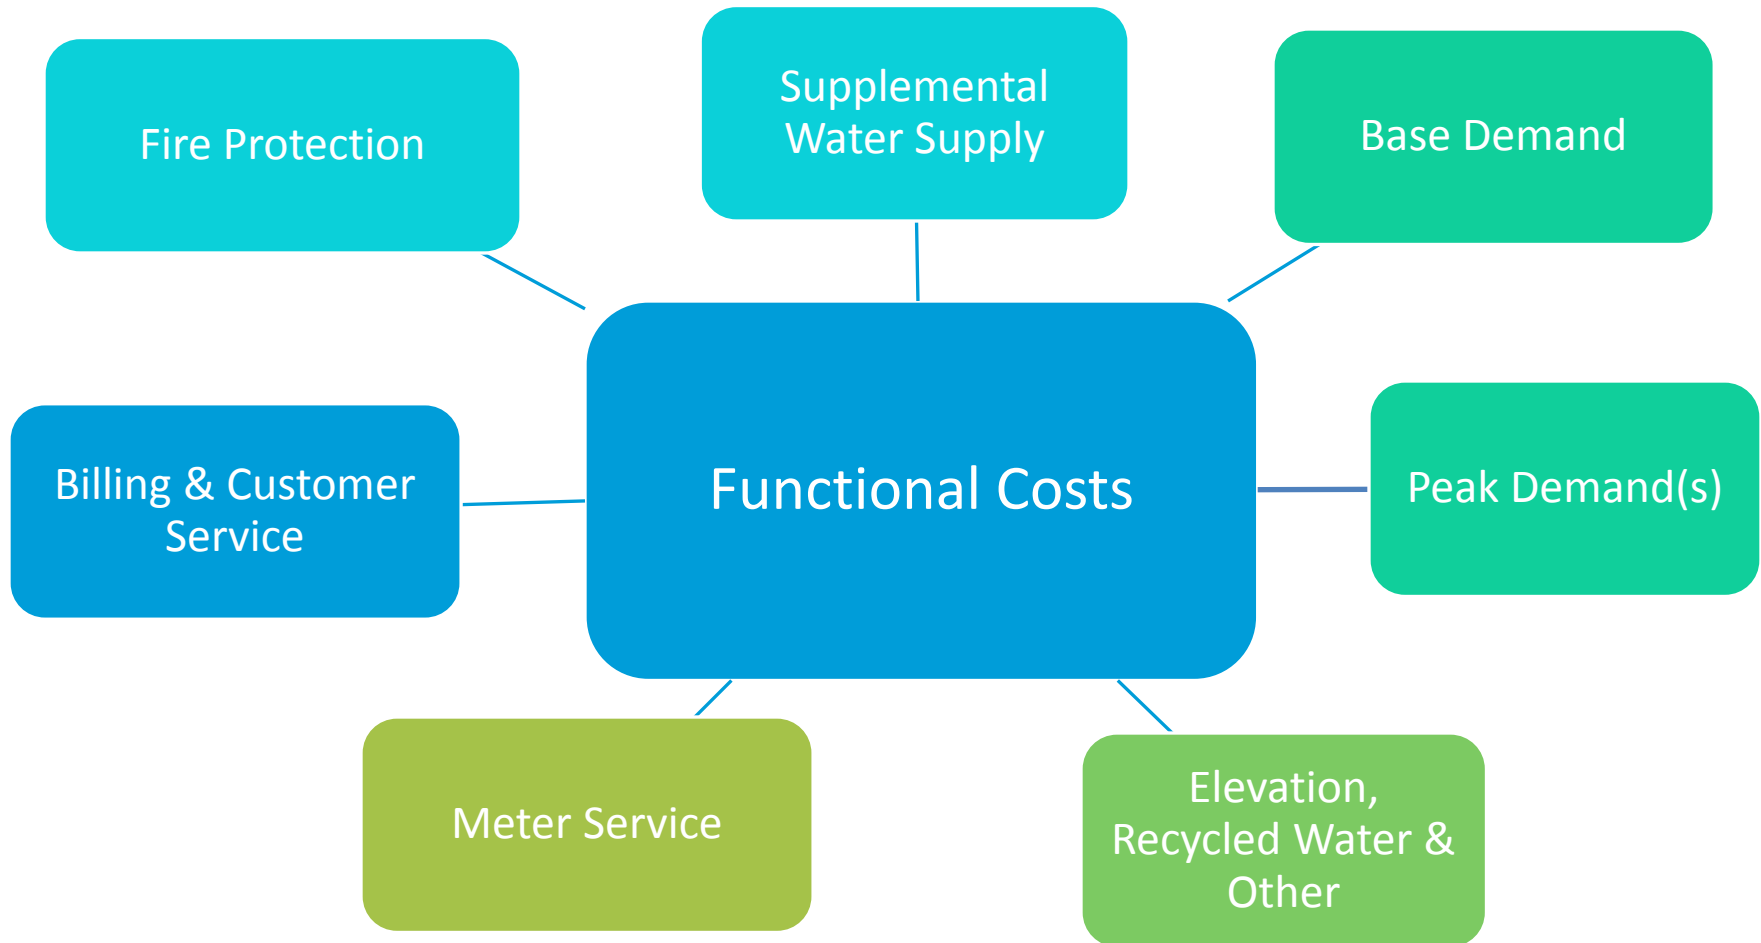 Fire Protection
Supplemental
Water Supply
Base Demand
Billing & Customer
Service
Functional Costs
Peak Demand(s)
Meter Service
Elevation,
Recycled Water &
Other